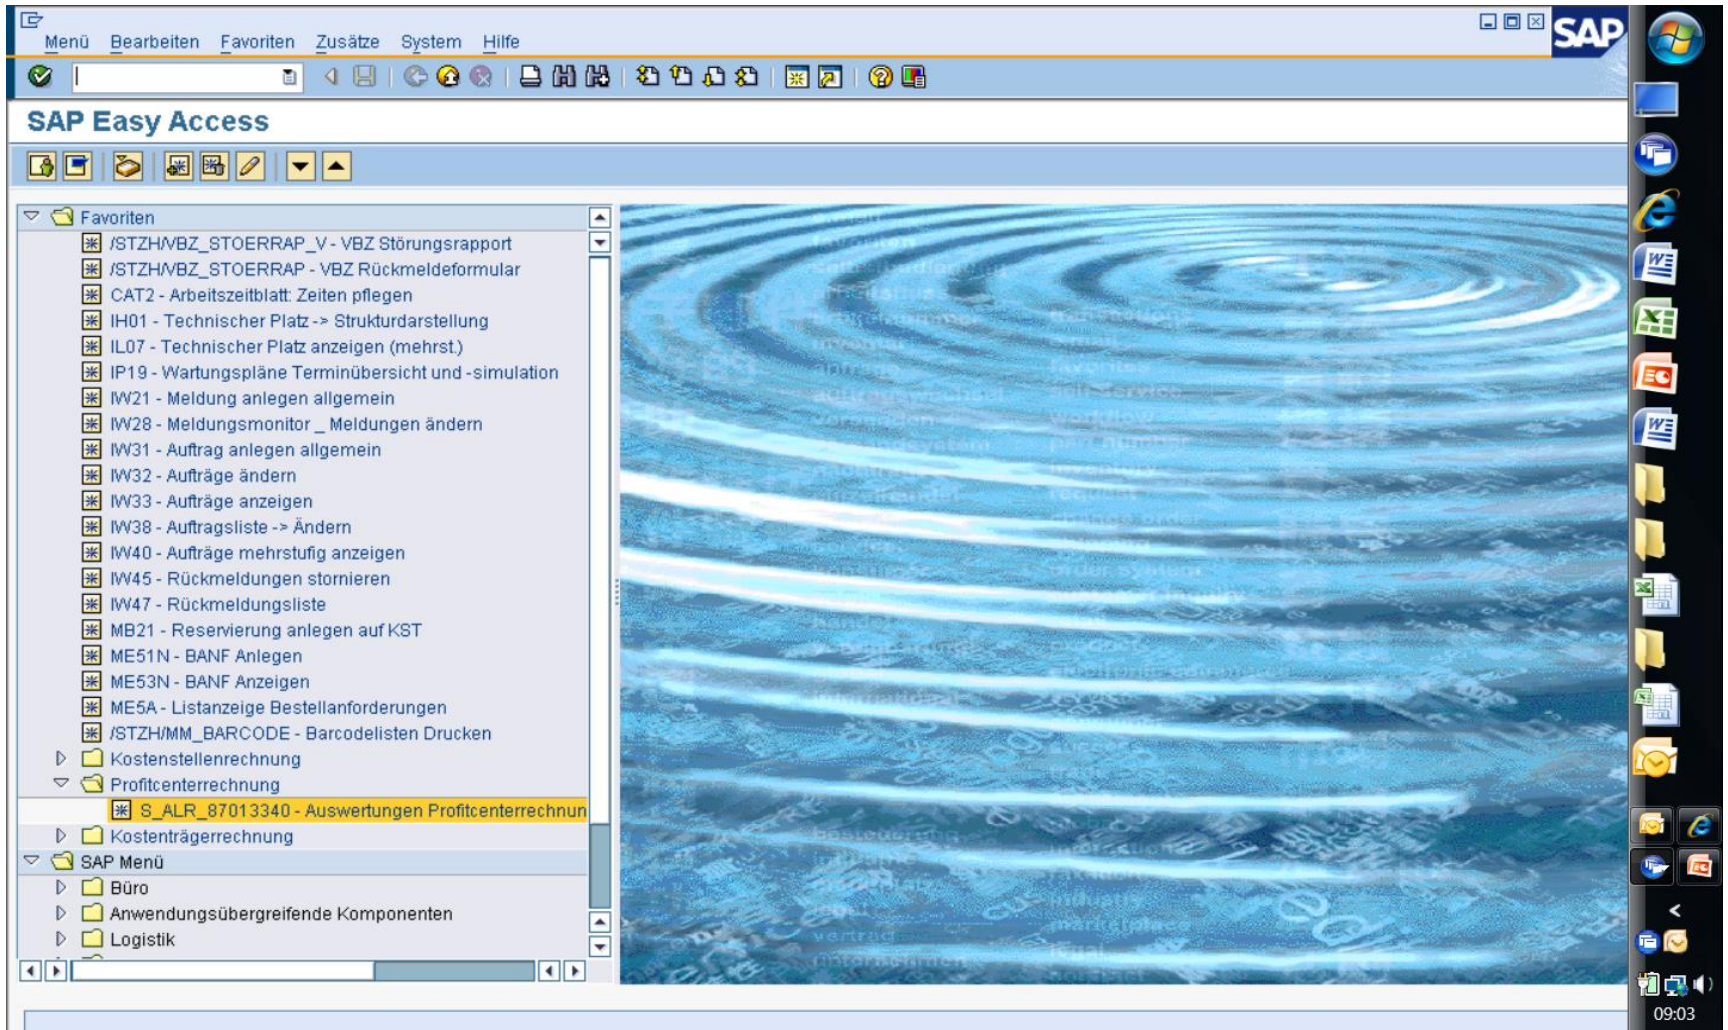 Menü Bearbeiten Favoriten Zusätze System Hilfe
SAP
SAP Easy Access
Favoriten
/STZH/VBZ_STOERRAP_V - VBZ Störungsrapport
/STZH/VBZ_STOERRAP - VBZ Rückmeldeformular
CAT2 - Arbeitszeitblatt: Zeiten pflegen
IH01 - Technischer Platz -> Strukturdarstellung
IL07 - Technischer Platz anzeigen (mehrst.)
IP19 - Wartungspläne Terminübersicht und -simulation
IW21 - Meldung anlegen allgemein
IW28 - Meldungsmonitor _ Meldungen ändern
IW31 - Auftrag anlegen allgemein
IW32 - Aufträge ändern
IW33 - Aufträge anzeigen
IW38 - Auftragsliste -> Ändern
IW40 - Aufträge mehrstufig anzeigen
IW45 - Rückmeldungen stornieren
IW47 - Rückmeldungsliste
MB21 - Reservierung anlegen auf KST
ME51N - BANF Anlegen
ME53N - BANF Anzeigen
ME5A - Listanzeige Bestellanforderungen
/STZH/MM_BARCODE - Barcodelisten Drucken
Kostenstellenrechnung
Profitcenterrechnung
S_ALR_87013340 - Auswertungen Profitcenterrechnun
Kostenträgerrechnung
SAP Menü
Büro
Anwendungsübergreifende Komponenten
Logistik
09:03